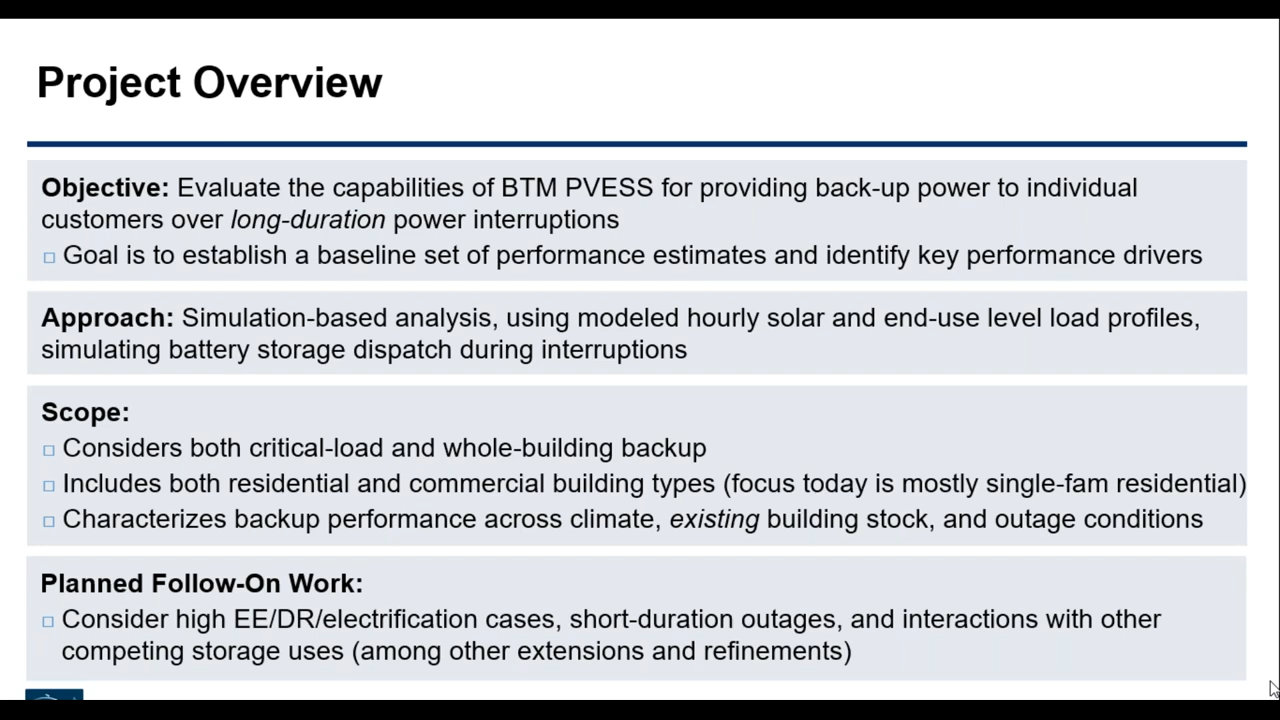 Project Overview
Objective: Evaluate the capabilities of BTM PVESS for providing back-up power to individual
customers over long-duration power interruptions
Goal is to establish a baseline set of performance estimates and identify key performance drivers
Approach: Simulation-based analysis, using modeled hourly solar and end-use level load profiles,
simulating battery storage dispatch during interruptions
Scope:
Considers both critical-load and whole-building backup
Includes both residential and commercial building types (focus today is mostly single-fam residential)
Characterizes backup performance across climate, existing building stock, and outage conditions
Planned Follow-On Work:
Consider high EE/DR/electrification cases, short-duration outages, and interactions with other
competing storage uses (among other extensions and refinements)